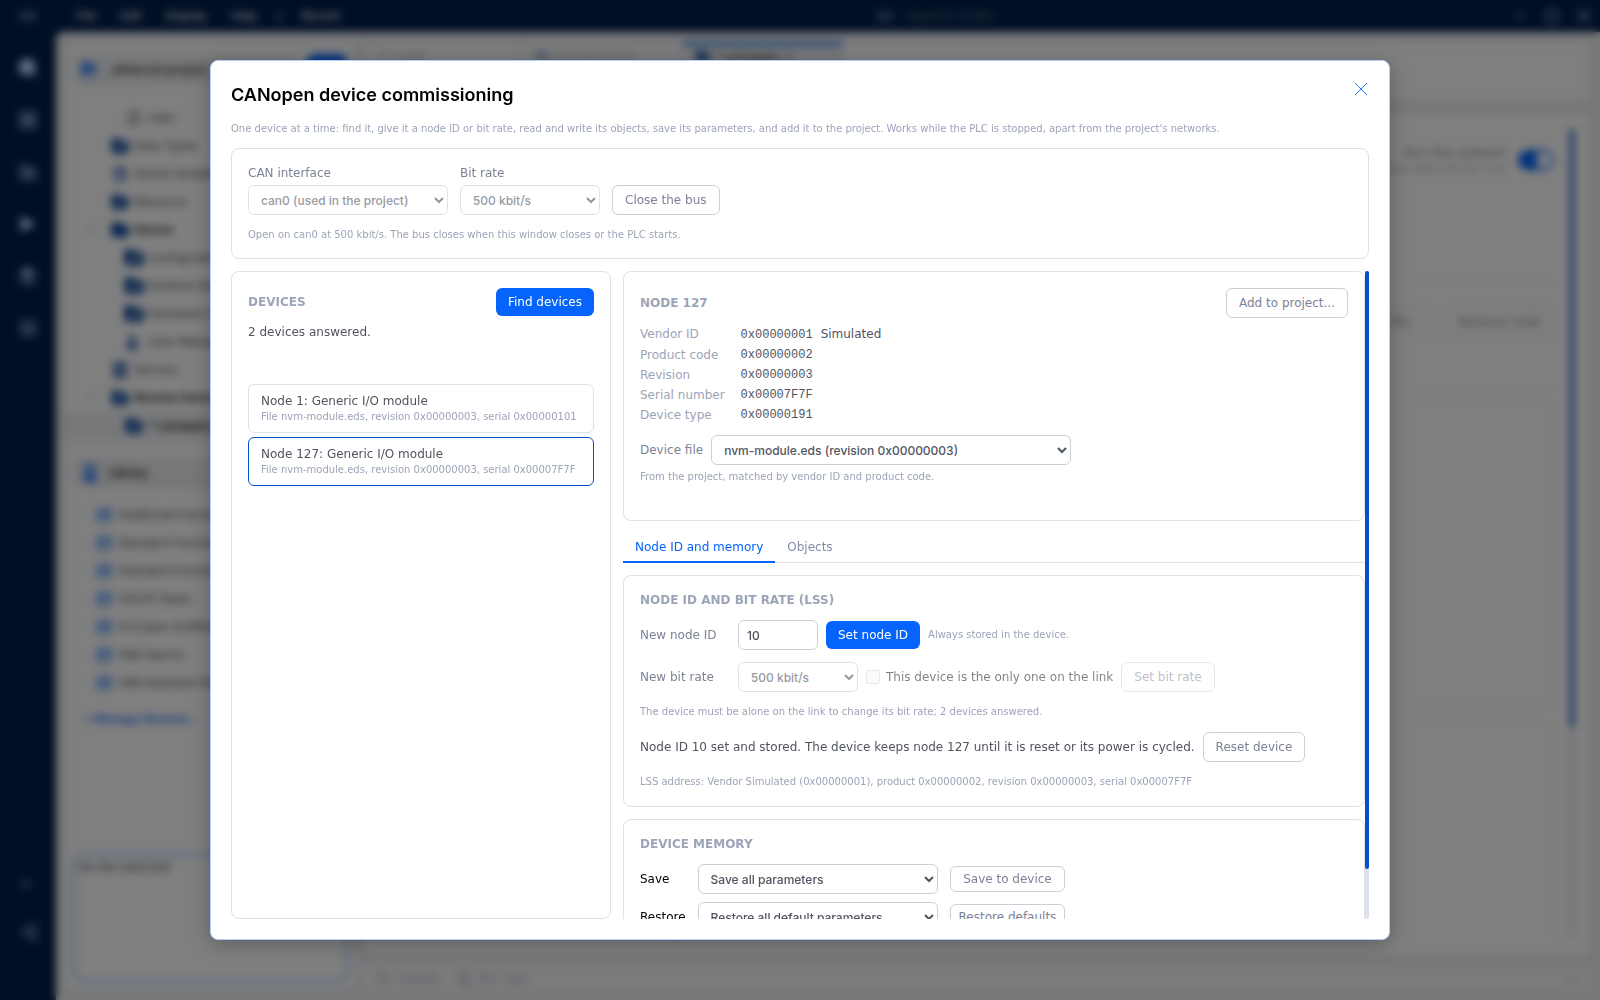 CANopen device commissioning
One device at a time: find it, give it a node ID or bit rate, read and write its objects, save its parameters, and add it to the project. Works while the PLC is stopped, apart from the project's networks.
CAN interface
Bit rate
can0 (used in the project)
500 kbit/s
Close the bus
Open on can0 at 500 kbit/s. The bus closes when this window closes or the PLC starts.
DEVICES
Find devices
2 devices answered.
Node 1: Generic I/O module
File nvm-module.eds, revision 0x00000003, serial 0x00000101
Node 127: Generic I/O module
File nvm-module.eds, revision 0x00000003, serial 0x00007F7F
NODE 127
Add to project...
Vendor ID 0x00000001 Simulated
Product code 0x00000002
Revision 0x00000003
Serial number 0x00007F7F
Device type 0x00000191
Device file nvm-module.eds (revision 0x00000003)
From the project, matched by vendor ID and product code.
Node ID and memory
Objects
NODE ID AND BIT RATE (LSS)
New node ID 10 Set node ID Always stored in the device.
New bit rate 500 kbit/s This device is the only one on the link Set bit rate
The device must be alone on the link to change its bit rate; 2 devices answered.
Node ID 10 set and stored. The device keeps node 127 until it is reset or its power is cycled. Reset device
LSS address: Vendor Simulated (0x00000001), product 0x00000002, revision 0x00000003, serial 0x00007F7F
DEVICE MEMORY
Save Save all parameters Save to device
Restore Restore all default parameters Restore defaults